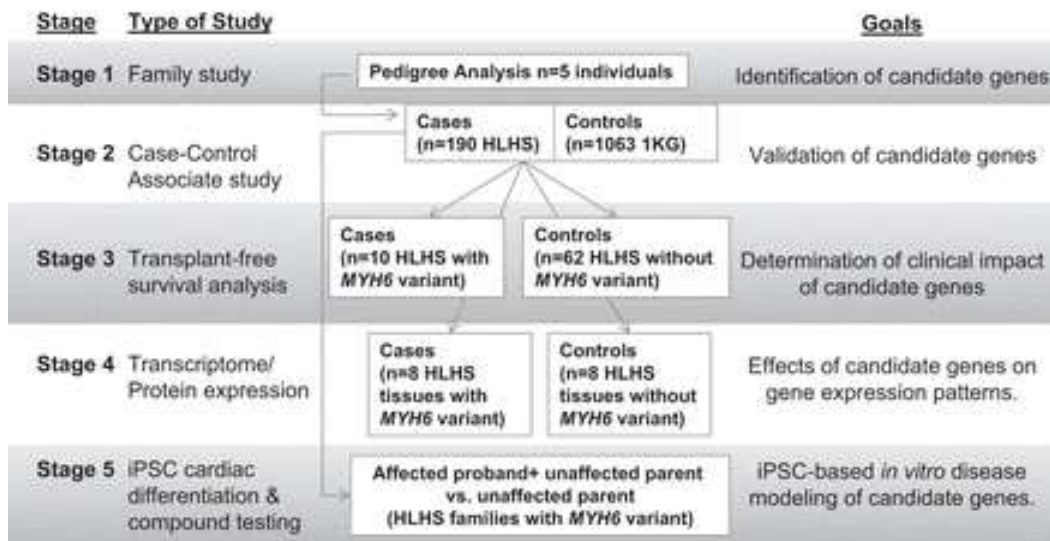 Stage Type of Study Goals
Stage 1 Family study Pedigree Analysis n=5 individuals Identification of candidate genes
Cases Controls
(n=190 HLHS) (n=1063 1KG)
Stage 2 Case-Control Validation of candidate genes
Associate study
Cases Controls
Stage 3 Transplant-free (n=10 HLHS with (n=62 HLHS without Determination of clinical impact
survival analysis MYH6 variant) MYH6 variant) of candidate genes
Cases Controls
Stage 4 Transcriptome/ (n=8 HLHS (n=8 HLHS Effects of candidate genes on
Protein expression tissues with tissues without gene expression patterns.
MYH6 variant) MYH6 variant)
Stage 5 iPSC cardiac Affected proband+ unaffected parent iPSC-based in vitro disease
differentiation & vs. unaffected parent modeling of candidate genes.
compound testing (HLHS families with MYH6 variant)